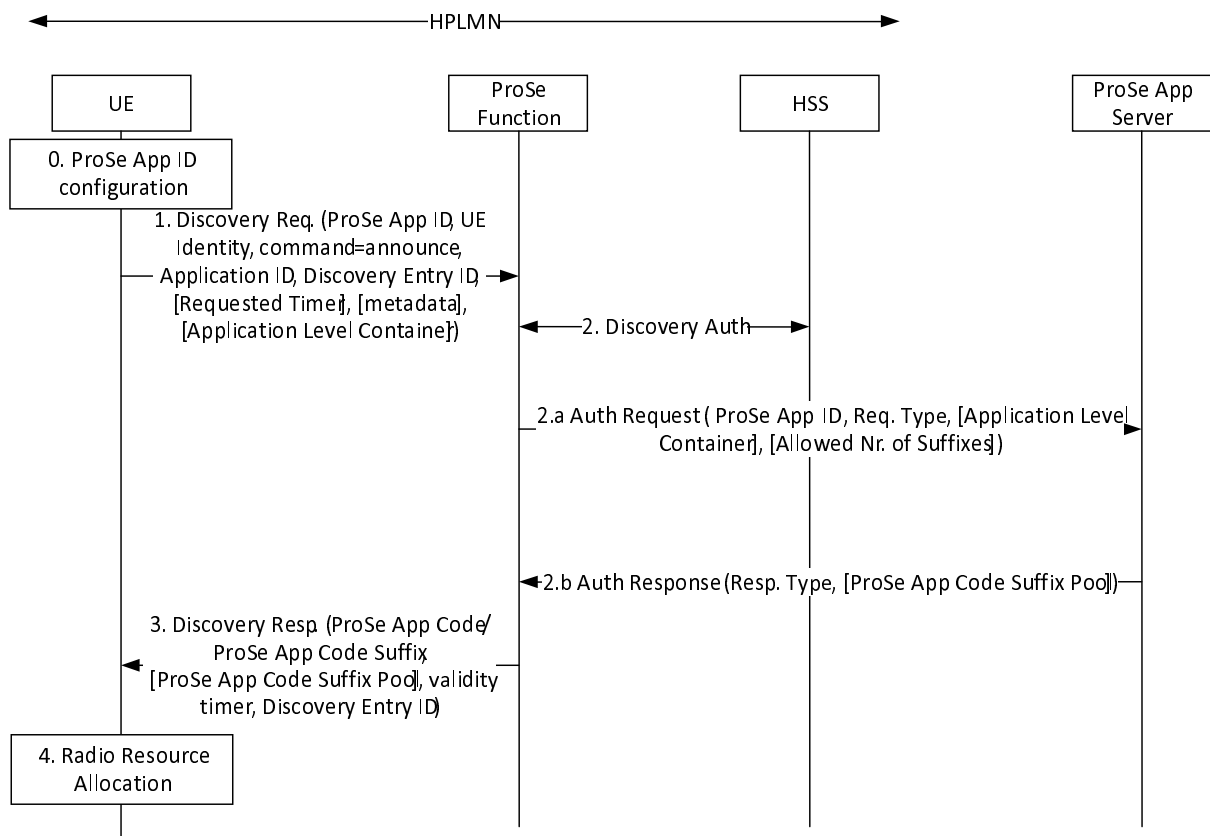 HPLMN
UE
ProSe
Function
HSS
ProSe App
Server
0. ProSe App ID
configuration
1. Discovery Req. (ProSe App ID, UE
Identity, command=announce,
Application ID, Discovery Entry ID,
[Requested Timer], [metadata],
[Application Level Container])
2. Discovery Auth
2.a Auth Request ( ProSe App ID, Req. Type, [Application Level
Container], [Allowed Nr. of Suffixes])
2.b Auth Response (Resp. Type, [ProSe App Code Suffix Pool])
3. Discovery Resp. (ProSe App Code/
ProSe App Code Suffix,
[ProSe App Code Suffix Pool], validity
timer, Discovery Entry ID)
4. Radio Resource
Allocation